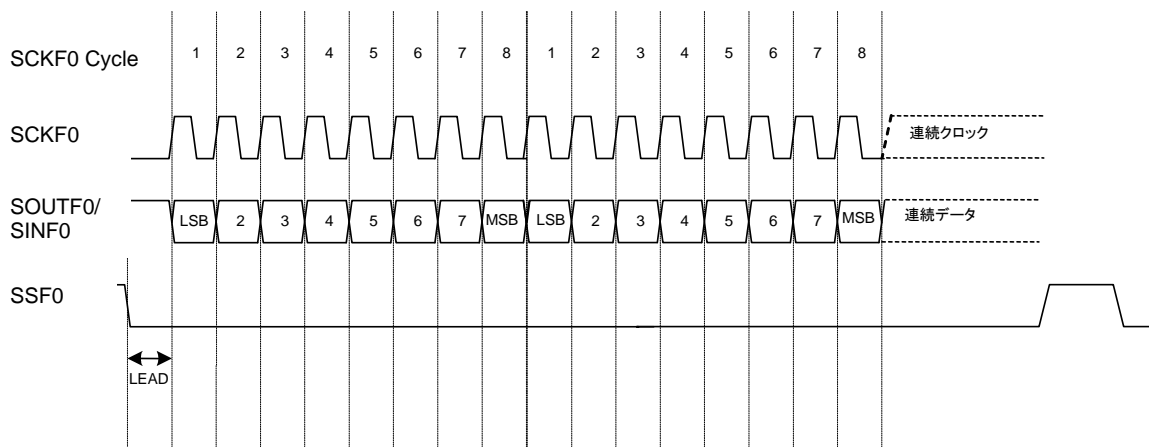 SCKF0 Cycle 1 2 3 4 5 6 7 8 1 2 3 4 5 6 7 8
SCKF0 連続クロック
SOUTF0/
SINF0 LSB 2 3 4 5 6 7 MSB LSB 2 3 4 5 6 7 MSB 連続データ
SSF0
LEAD